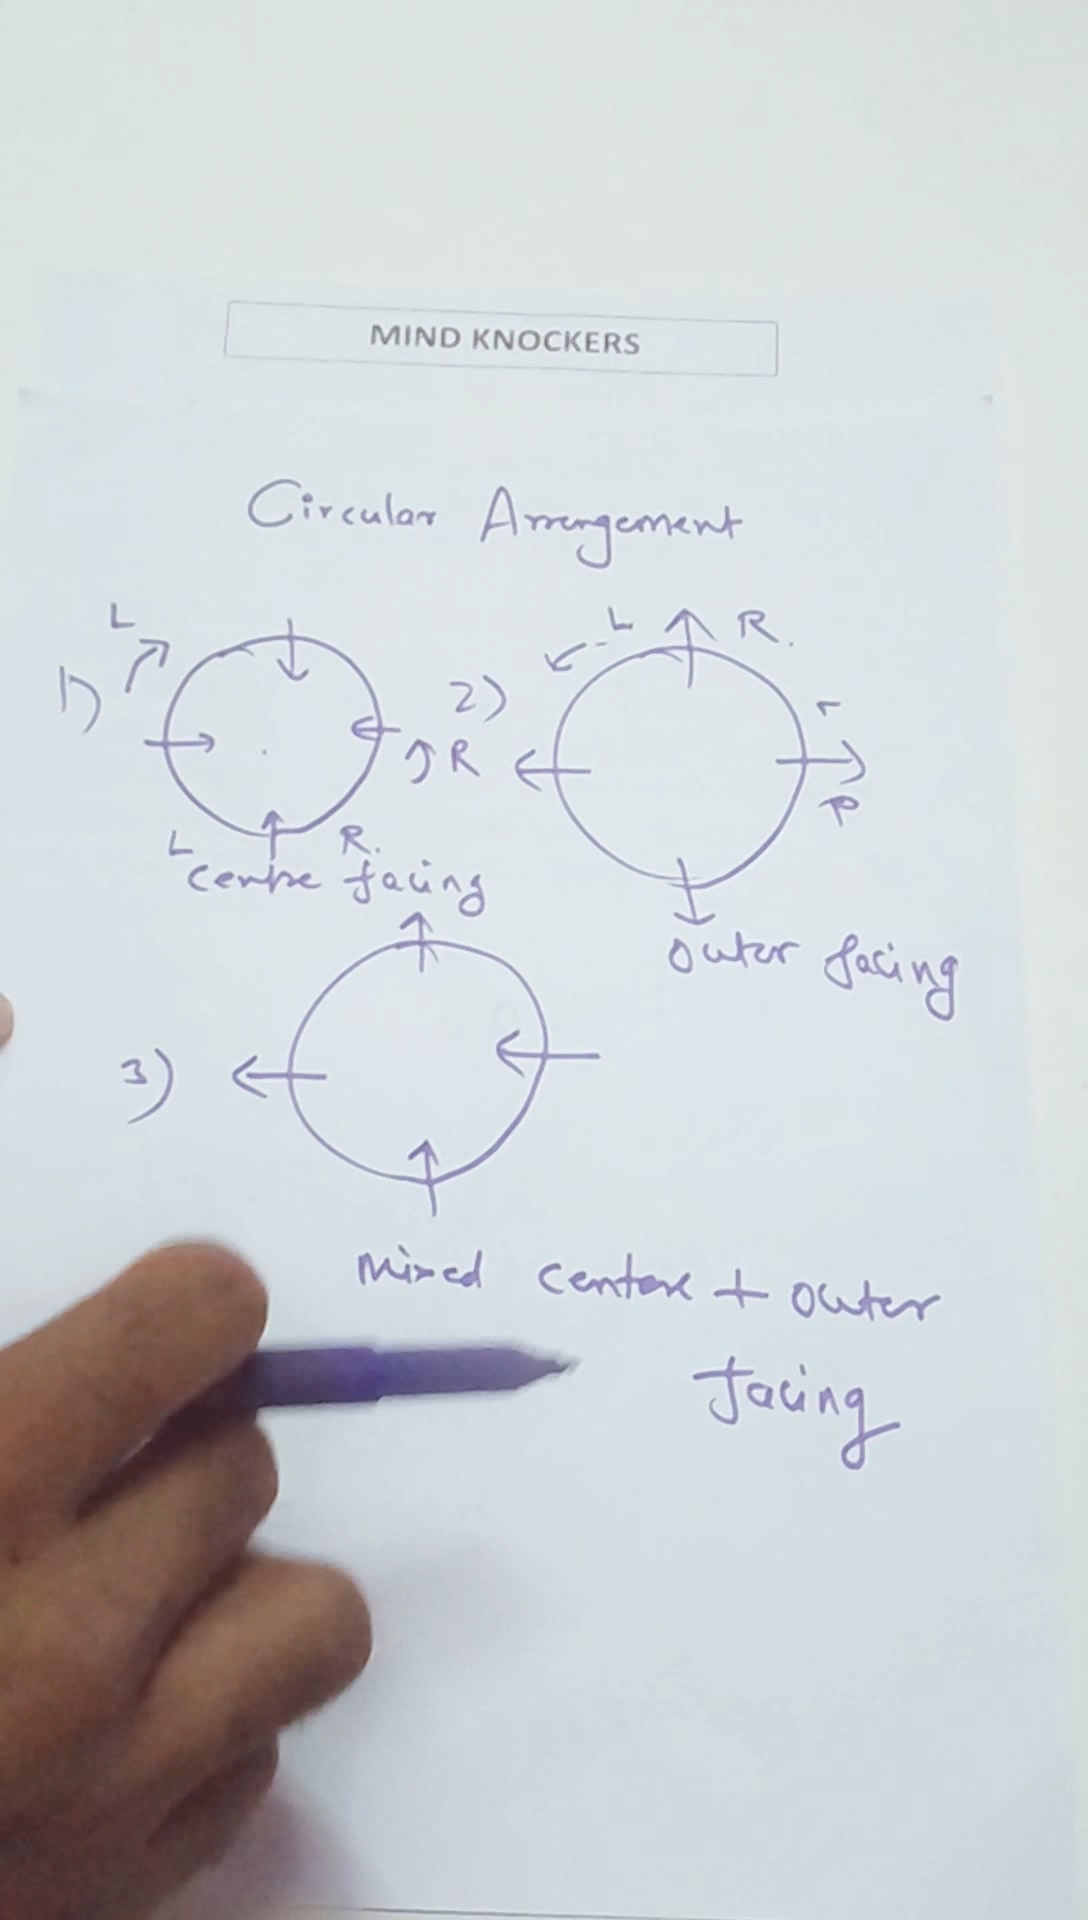 MIND KNOCKERS
Circular Arrangement
L
1)
R
L
R.
Centre facing
2)
L
R.
R
Outer facing
3)
Mixed Centre + outer
facing